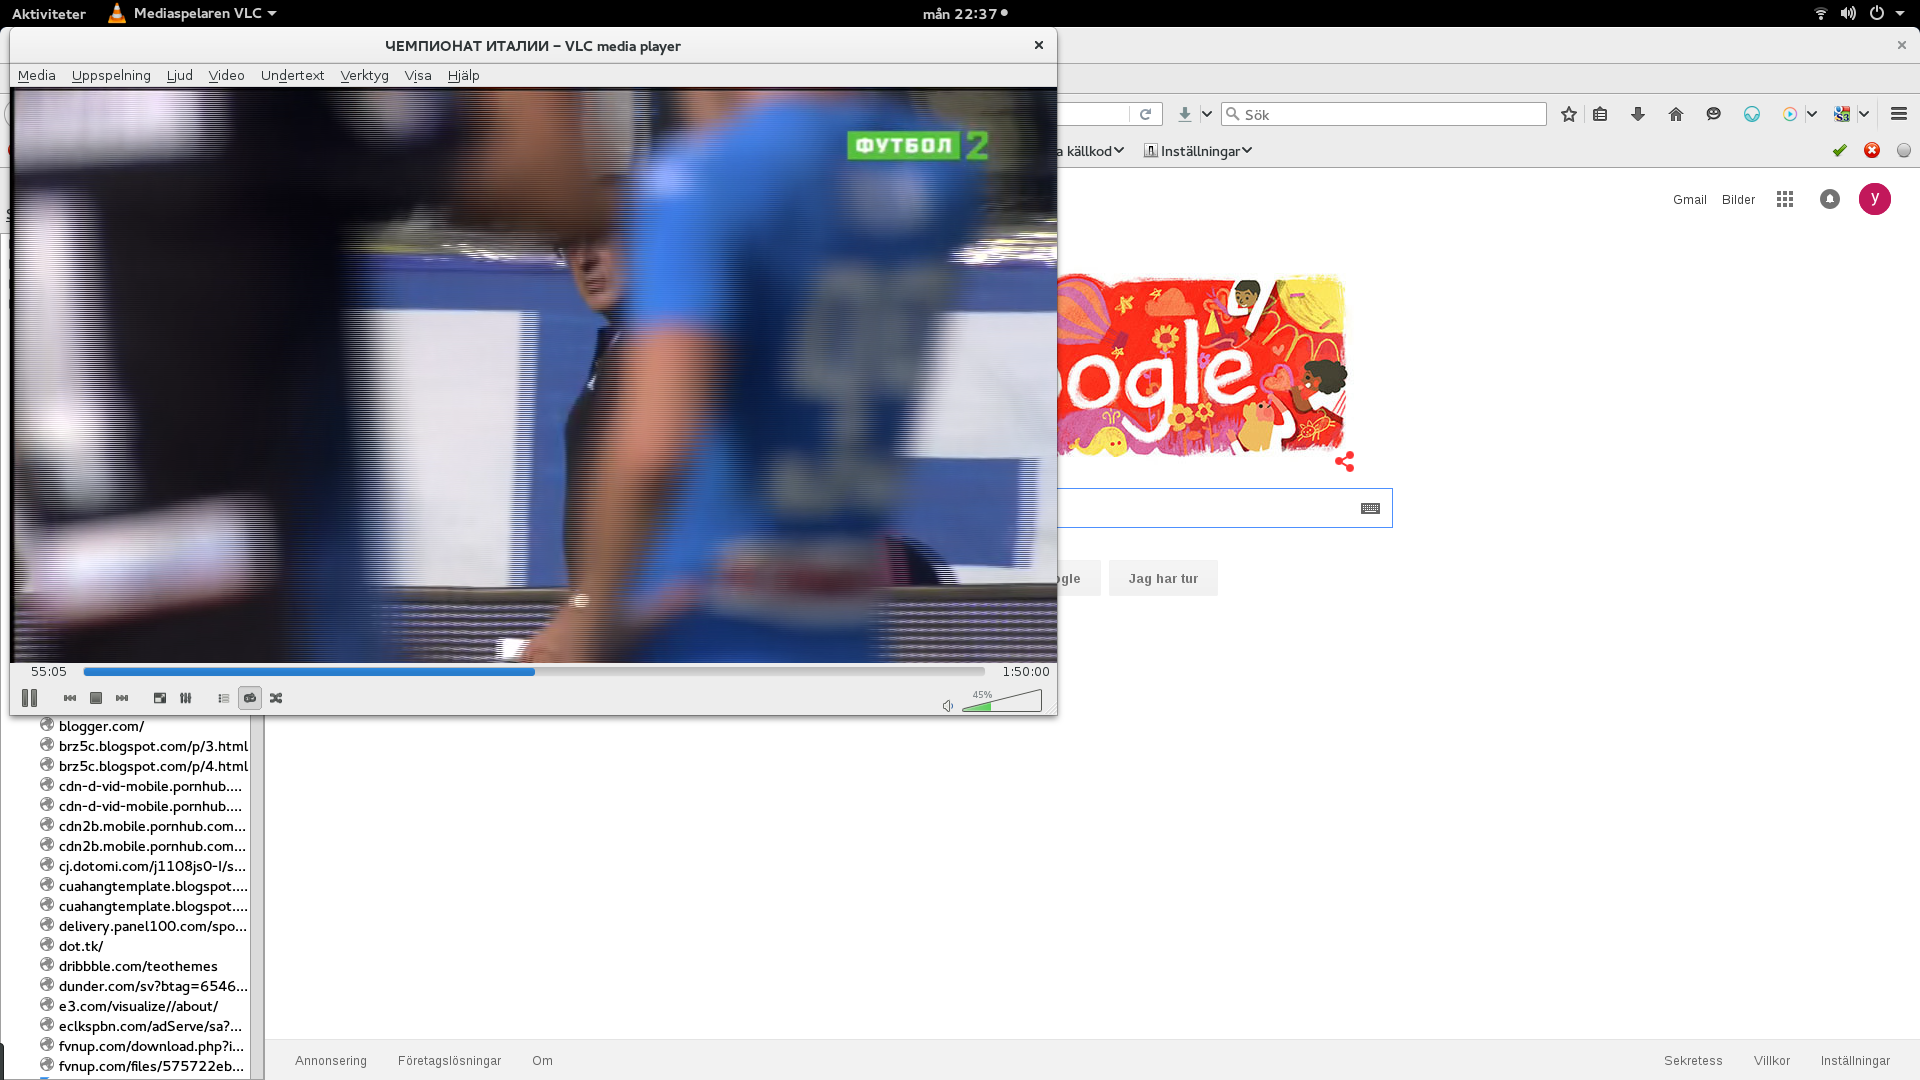 Aktiviteter
Mediaspelaren VLC
mån 22:37
ЧЕМПИОНАТ ИТАЛИИ – VLC media player
Media Uppspelning Ljud Video Undertext Verktyg Visa Hjälp
ФУТБОЛ 2
55:05
1:50:00
45%
Sök
källkod
Inställningar
Gmail
Bilder
y
Jag har tur
blogger.com/
brz5c.blogspot.com/p/3.html
brz5c.blogspot.com/p/4.html
cdn-d-vid-mobile.pornhub....
cdn-d-vid-mobile.pornhub....
cdn2b.mobile.pornhub.com...
cdn2b.mobile.pornhub.com...
cj.dotomi.com/j1108js0-I/s...
cuahangtemplate.blogspot....
cuahangtemplate.blogspot....
delivery.panel100.com/spo...
dot.tk/
dribbble.com/teothemes
dunder.com/sv?btag=6546...
e3.com/visualize//about/
eclkspbn.com/adServe/sa?...
fvnup.com/download.php?i...
fvnup.com/files/575722eb...
Annonsering
Företagslösningar
Om
Sekretess
Villkor
Inställningar